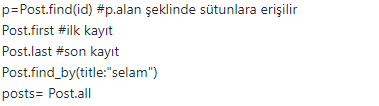 p=Post.find(id) #p.alan şeklinde sütunlara erişilir
Post.first #ilk kayıt
Post.last #son kayıt
Post.find_by(title:"selam")
posts= Post.all